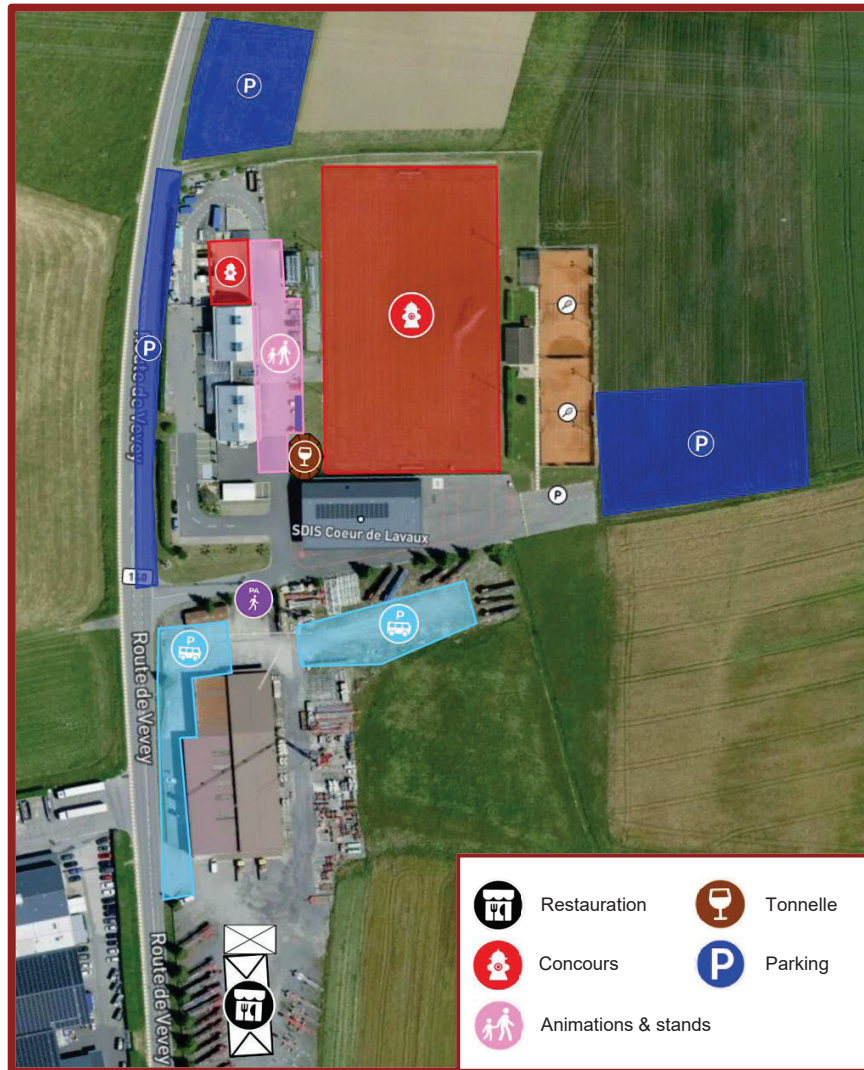 P
P
Route de Vevey
P
P
SDIS Coeur de Lavaux
140
PA
P
P
Route de Vevey
Route de Vevey
Restauration
Tonnelle
Concours
P
Parking
Animations & stands